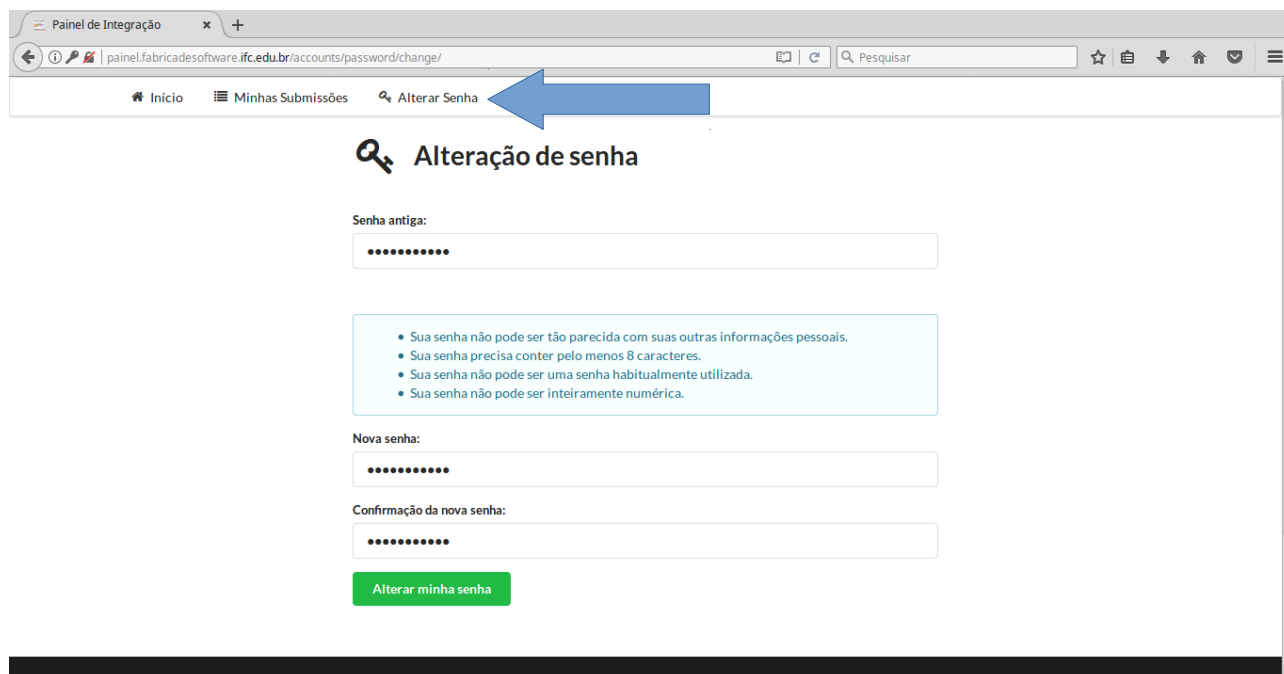 Painel de Integração
painel.fabricadesoftware.ifc.edu.br/accounts/password/change/
Pesquisar
Início Minhas Submissões Alterar Senha
Alteração de senha
Senha antiga:
•••••••••••
• Sua senha não pode ser tão parecida com suas outras informações pessoais.
• Sua senha precisa conter pelo menos 8 caracteres.
• Sua senha não pode ser uma senha habitualmente utilizada.
• Sua senha não pode ser inteiramente numérica.
Nova senha:
•••••••••••
Confirmação da nova senha:
•••••••••••
Alterar minha senha